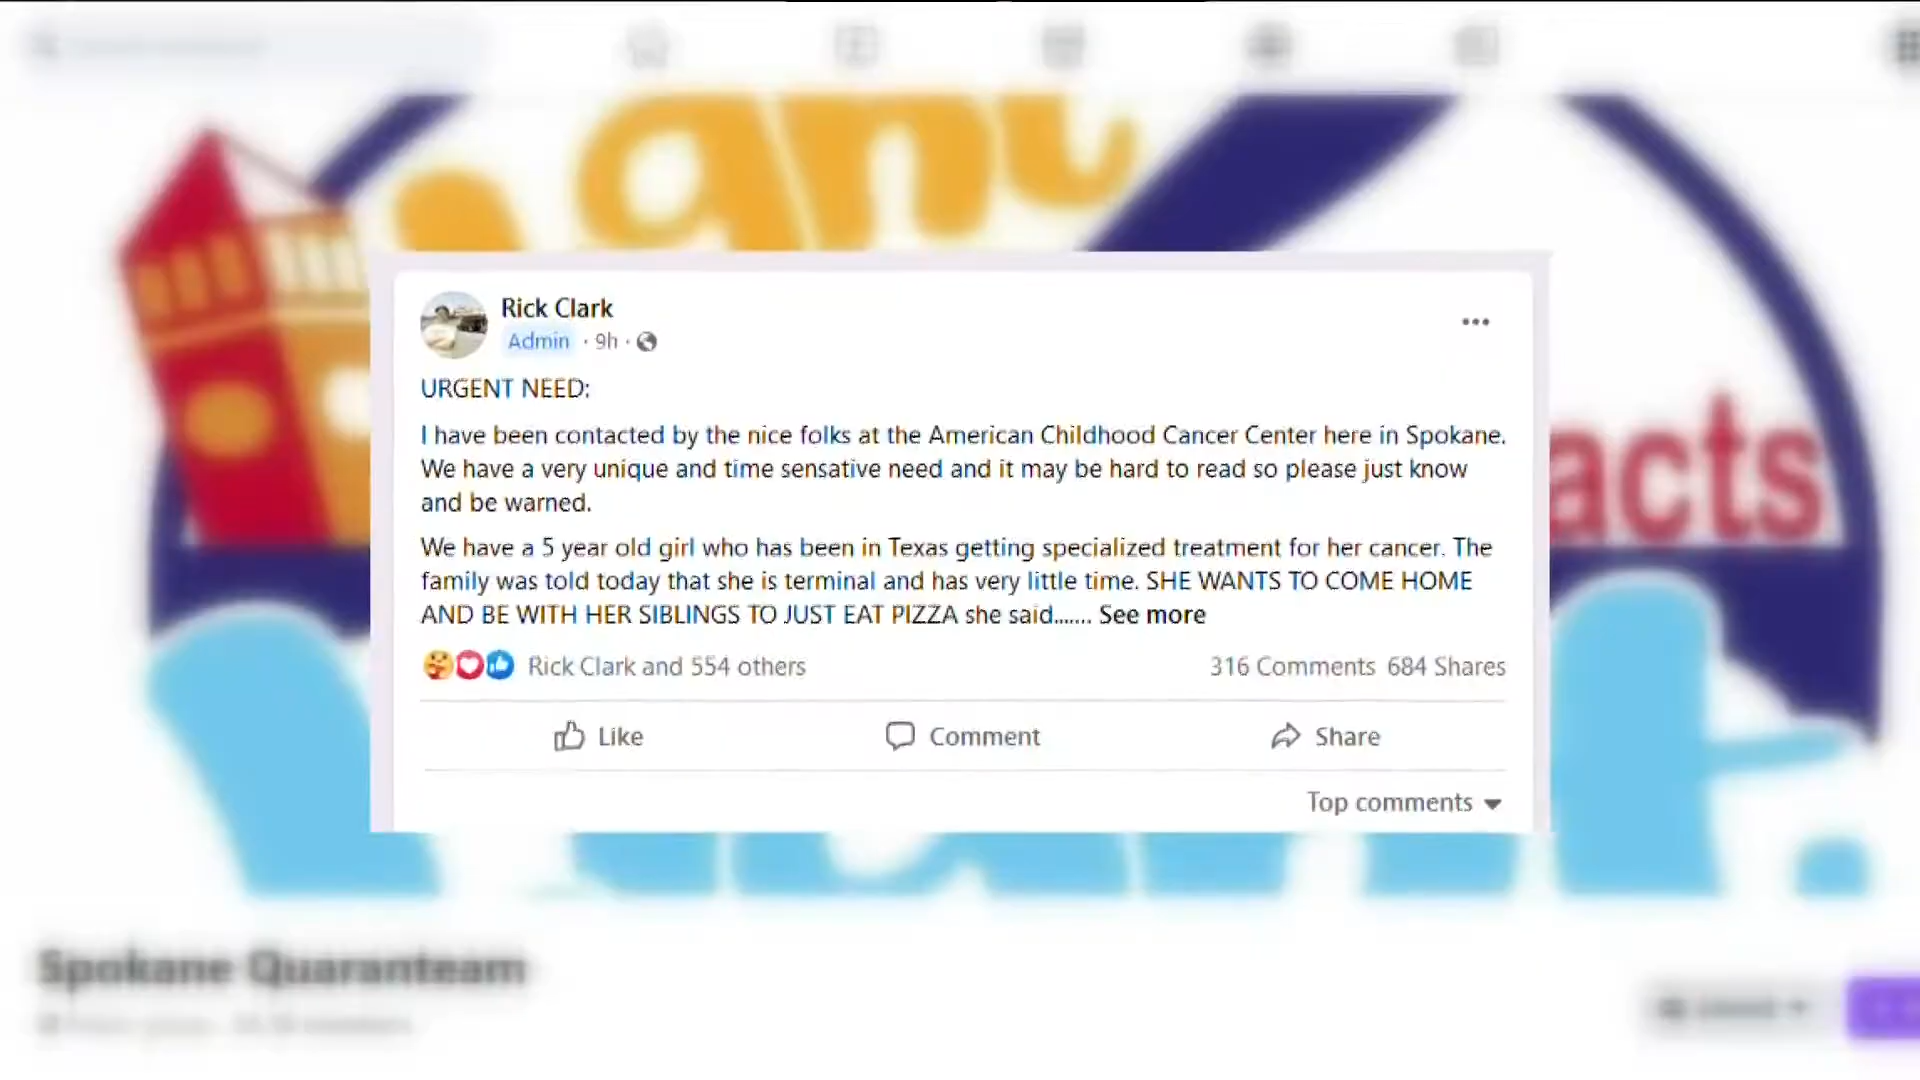 ant
acts
Rick Clark
Admin · 9h ·
URGENT NEED:
I have been contacted by the nice folks at the American Childhood Cancer Center here in Spokane.
We have a very unique and time sensative need and it may be hard to read so please just know
and be warned.
We have a 5 year old girl who has been in Texas getting specialized treatment for her cancer. The
family was told today that she is terminal and has very little time. SHE WANTS TO COME HOME
AND BE WITH HER SIBLINGS TO JUST EAT PIZZA she said....... See more
Rick Clark and 554 others
316 Comments 684 Shares
Like
Comment
Share
Top comments
Spokane Quaranteam